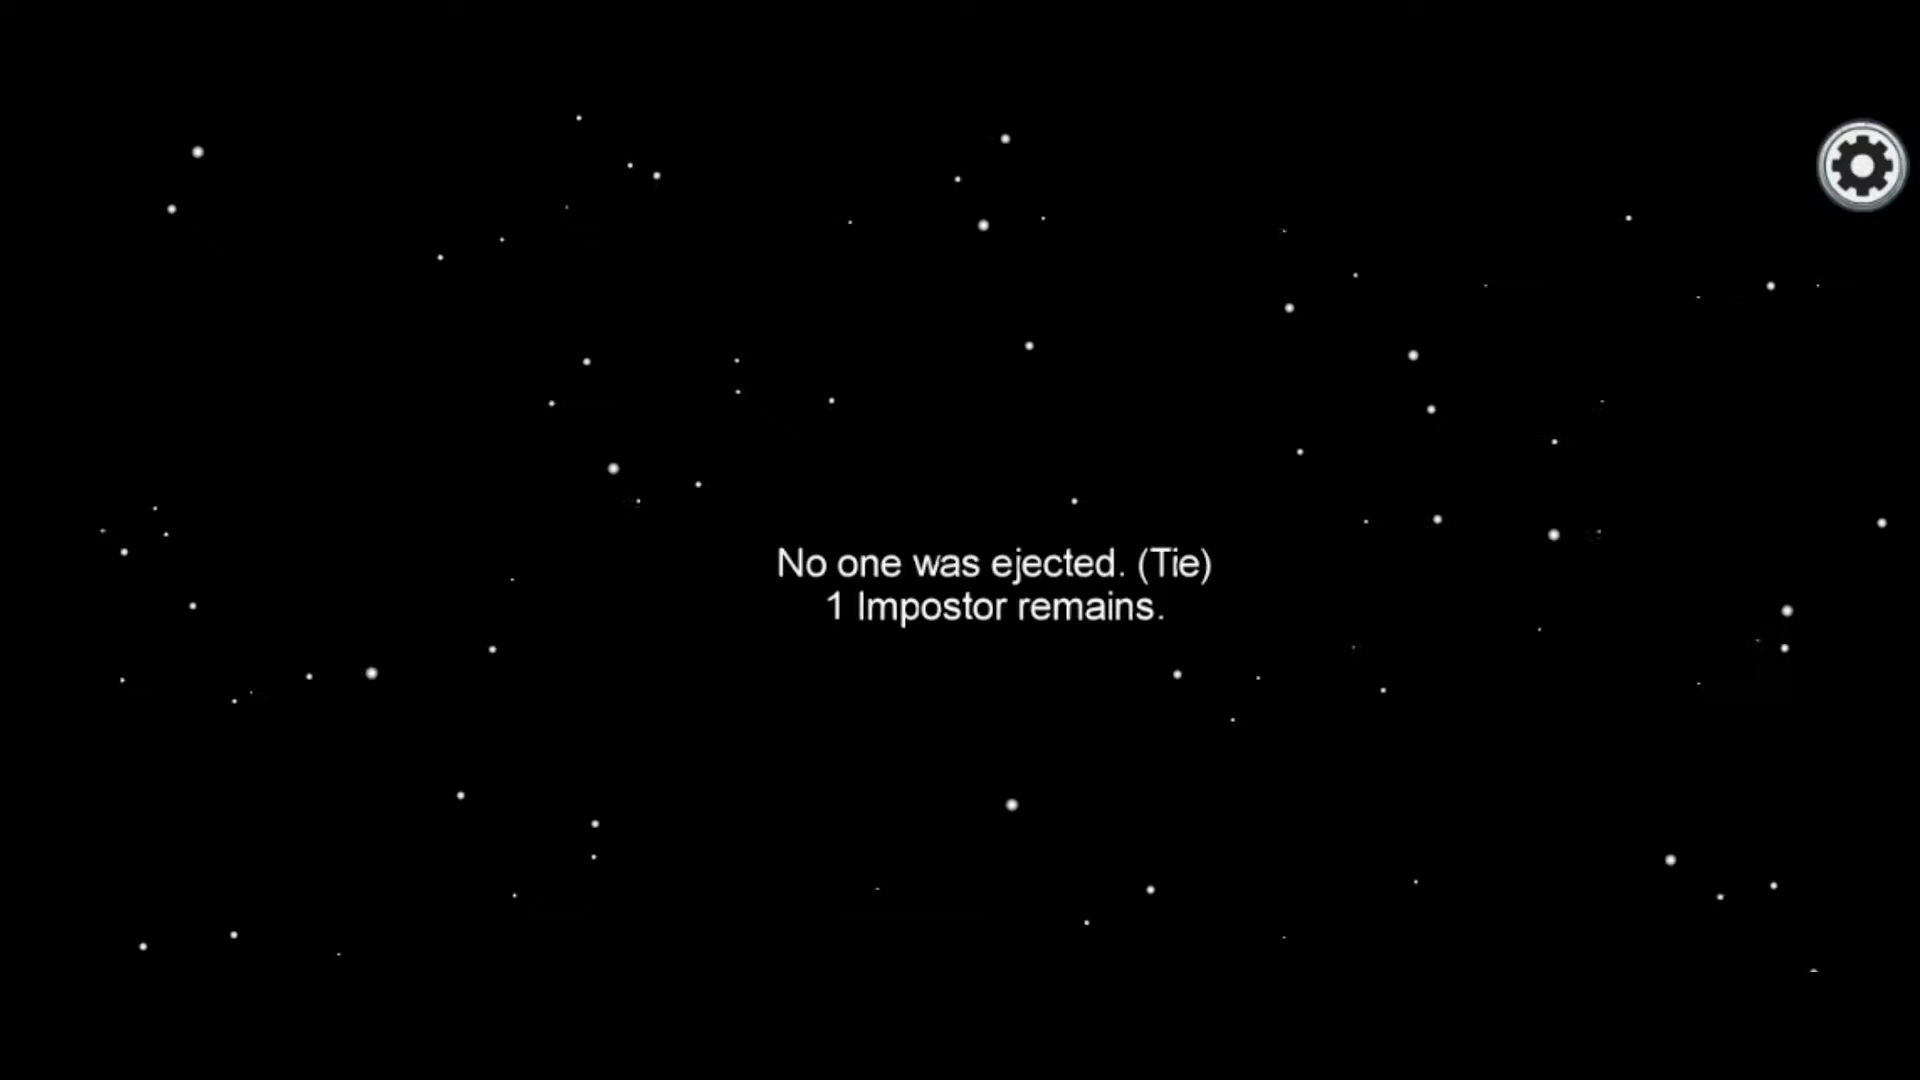 No one was ejected. (Tie)
1 Impostor remains.